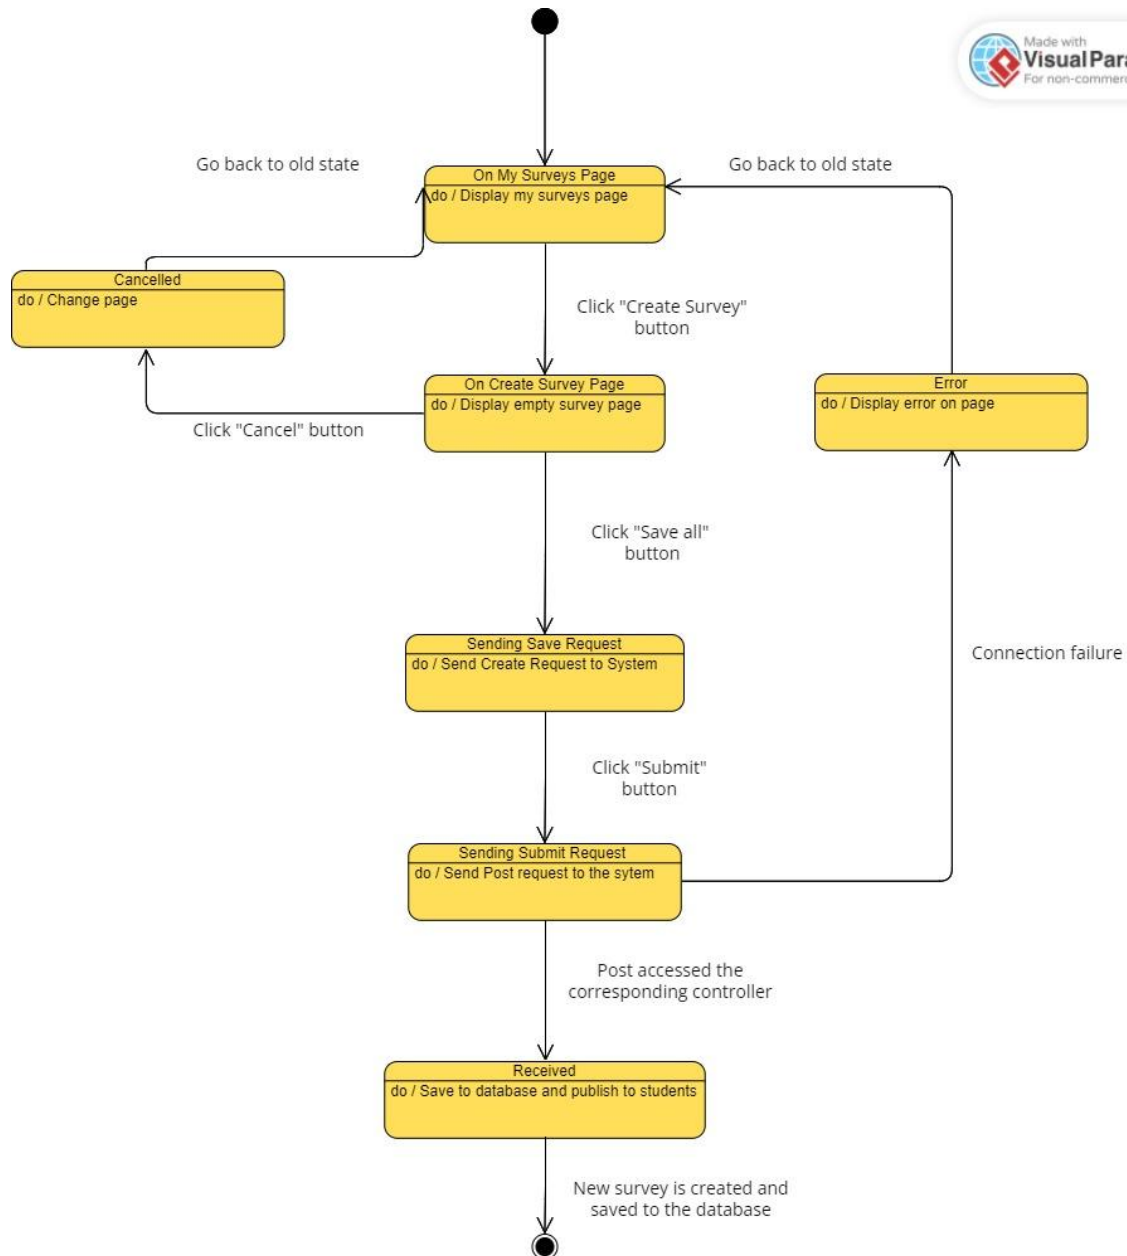 Made with
Visual Para
For non-commer
Go back to old state
On My Surveys Page
do / Display my surveys page
Go back to old state
Cancelled
do / Change page
Click "Create Survey"
button
On Create Survey Page
do / Display empty survey page
Error
do / Display error on page
Click "Cancel" button
Click "Save all"
button
Sending Save Request
do / Send Create Request to System
Connection failure
Click "Submit"
button
Sending Submit Request
do / Send Post request to the sytem
Post accessed the
corresponding controller
Received
do / Save to database and publish to students
New survey is created and
saved to the database